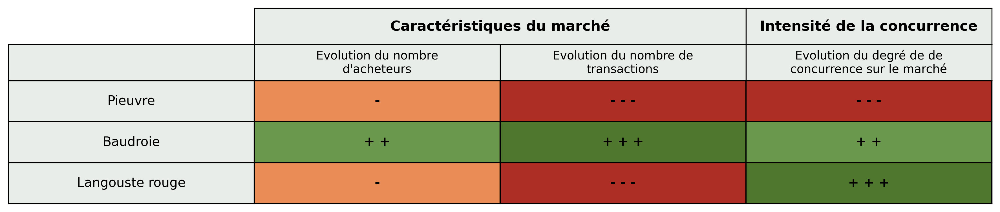 Caractéristiques du marché
Intensité de la concurrence
Evolution du nombre
d'acheteurs
Evolution du nombre de
transactions
Evolution du degré de de
concurrence sur le marché
Pieuvre
-
- - -
- - -
Baudroie
+ +
+ + +
+ +
Langouste rouge
-
- - -
+ + +